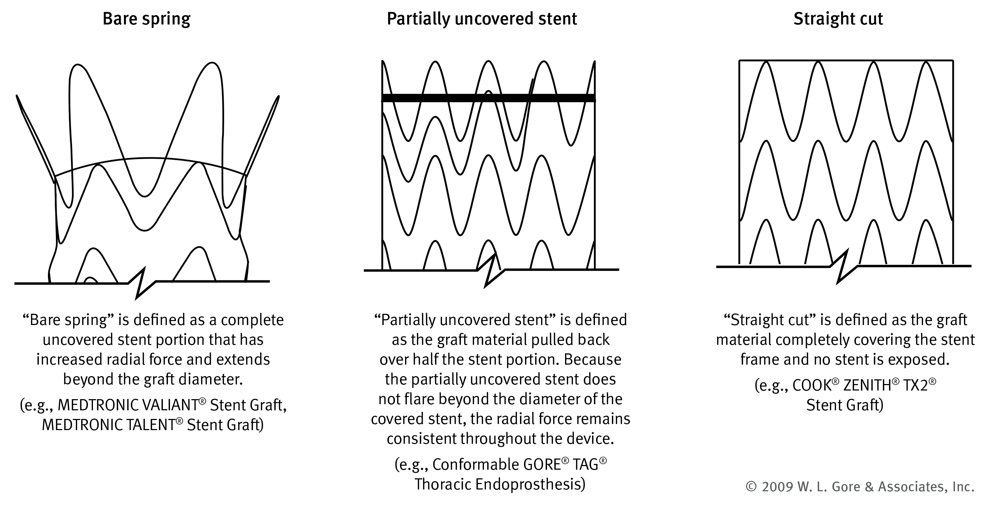 Bare spring
“Bare spring” is defined as a complete
uncovered stent portion that has
increased radial force and extends
beyond the graft diameter.
(e.g., MEDTRONIC VALIANT® Stent Graft,
MEDTRONIC TALENT® Stent Graft)
Partially uncovered stent
“Partially uncovered stent” is defined
as the graft material pulled back
over half the stent portion. Because
the partially uncovered stent does
not flare beyond the diameter of the
covered stent, the radial force remains
consistent throughout the device.
(e.g., Conformable GORE® TAG®
Thoracic Endoprosthesis)
Straight cut
“Straight cut” is defined as the graft
material completely covering the stent
frame and no stent is exposed.
(e.g., COOK® ZENITH® TX2®
Stent Graft)
© 2009 W. L. Gore & Associates, Inc.